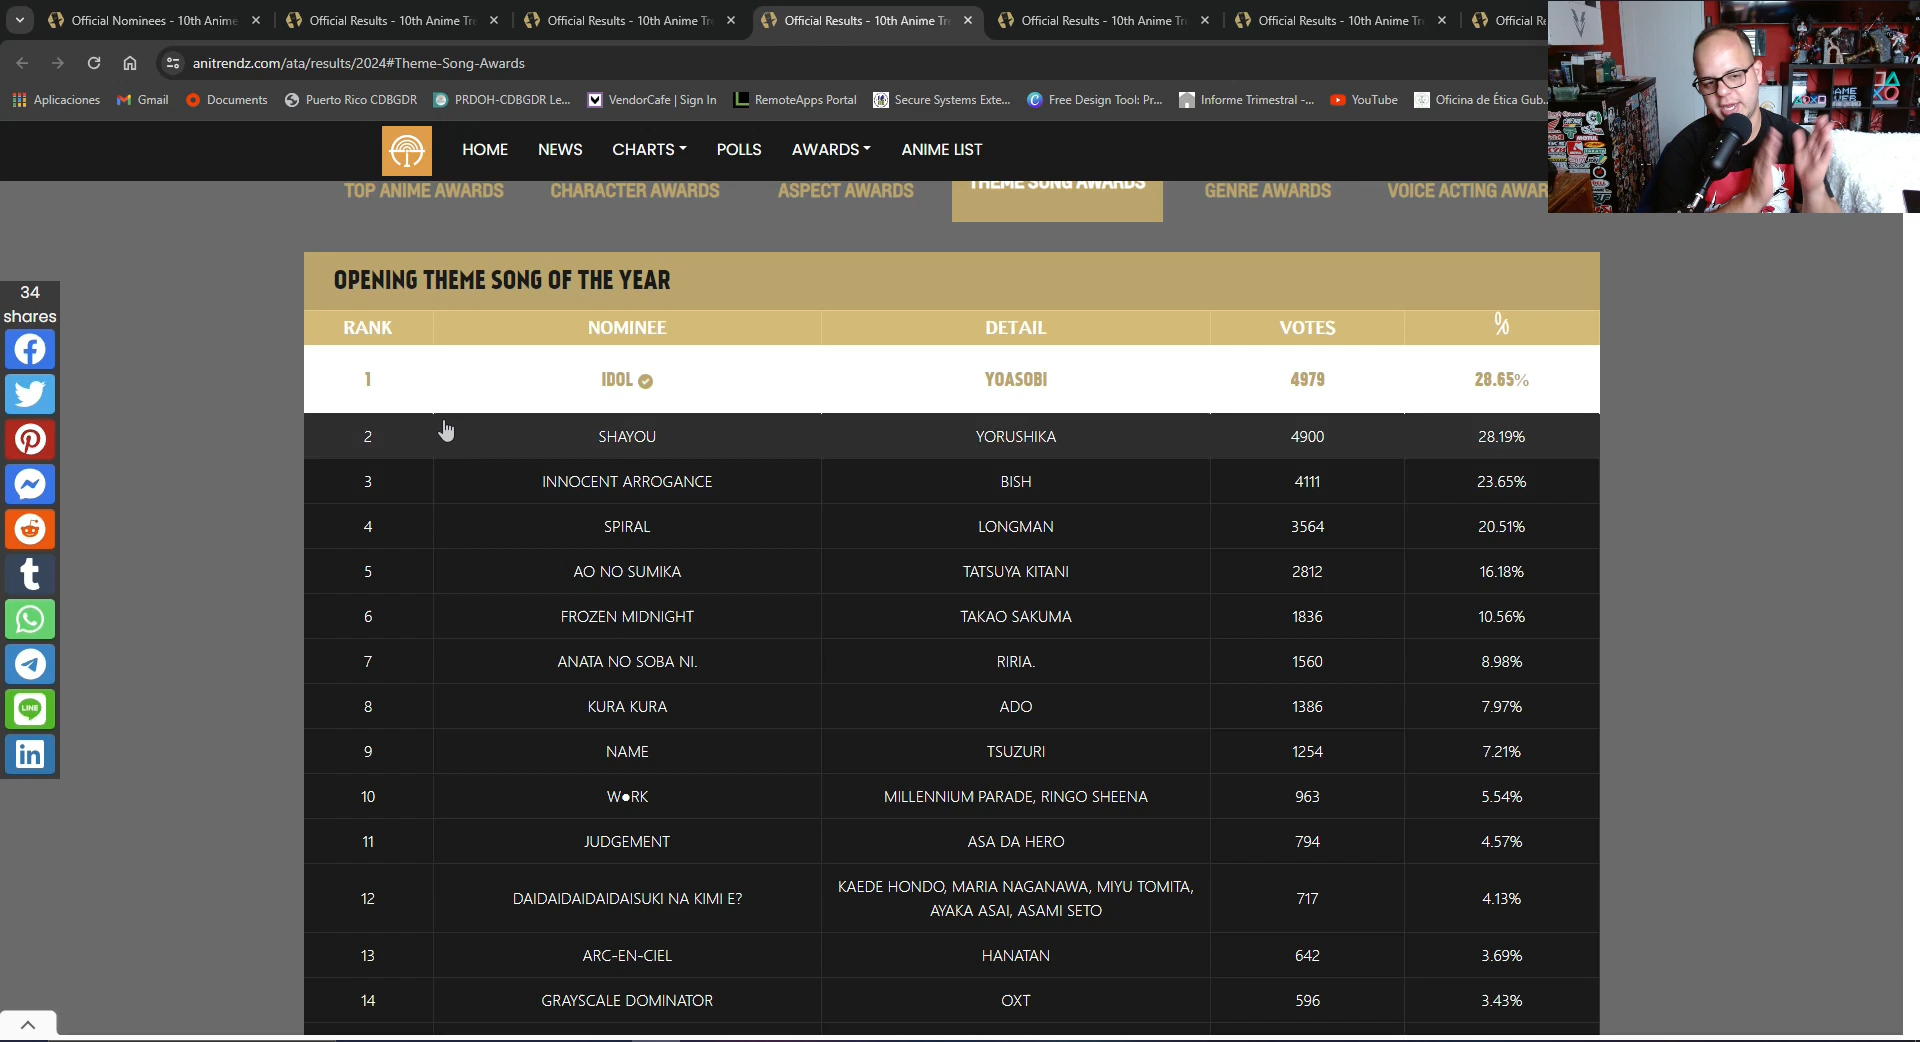 Official Nominees - 10th Anime
Official Results - 10th Anime Tr
Official Results - 10th Anime Tr
Official Results - 10th Anime Tr
Official Results - 10th Anime Tr
Official Results - 10th Anime Tr
Official Re
anitrendz.com/ata/results/2024#Theme-Song-Awards
Aplicaciones
Gmail
Documents
Puerto Rico CDBGDR
PRDOH-CDBGDR Le...
VendorCafe | Sign In
RemoteApps Portal
Secure Systems Exte...
Free Design Tool: Pr...
Informe Trimestral -...
YouTube
Oficina de Ética Gub...
HOME NEWS CHARTS POLLS AWARDS ANIME LIST
TOP ANIME AWARDS CHARACTER AWARDS ASPECT AWARDS THEME SONG AWARDS GENRE AWARDS VOICE ACTING AWAR
34
shares
LINE
OPENING THEME SONG OF THE YEAR
RANK NOMINEE DETAIL VOTES %
1 IDOL YOASOBI 4979 28.65%
2 SHAYOU YORUSHIKA 4900 28.19%
3 INNOCENT ARROGANCE BISH 4111 23.65%
4 SPIRAL LONGMAN 3564 20.51%
5 AO NO SUMIKA TATSUYA KITANI 2812 16.18%
6 FROZEN MIDNIGHT TAKAO SAKUMA 1836 10.56%
7 ANATA NO SOBA NI. RIRIA. 1560 8.98%
8 KURA KURA ADO 1386 7.97%
9 NAME TSUZURI 1254 7.21%
10 W●RK MILLENNIUM PARADE, RINGO SHEENA 963 5.54%
11 JUDGEMENT ASA DA HERO 794 4.57%
12 DAIDAIDAIDAIDAISUKI NA KIMI E? KAEDE HONDO, MARIA NAGANAWA, MIYU TOMITA,
AYAKA ASAI, ASAMI SETO 717 4.13%
13 ARC-EN-CIEL HANATAN 642 3.69%
14 GRAYSCALE DOMINATOR OXT 596 3.43%